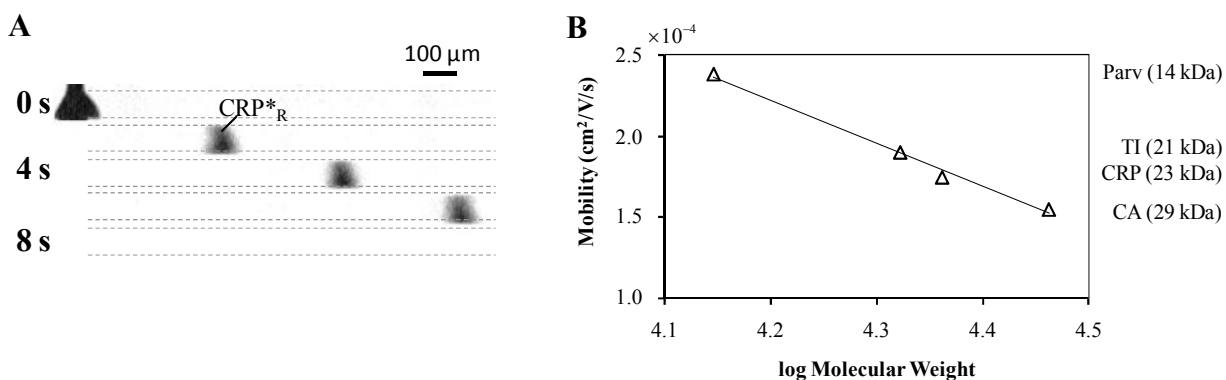 A
100 μm
0 s
CRP*R
4 s
8 s
B
×10⁻⁴
2.5
2.0
1.5
1.0
Mobility (cm²/V/s)
4.1 4.2 4.3 4.4 4.5
log Molecular Weight
Parv (14 kDa)
TI (21 kDa)
CRP (23 kDa)
CA (29 kDa)